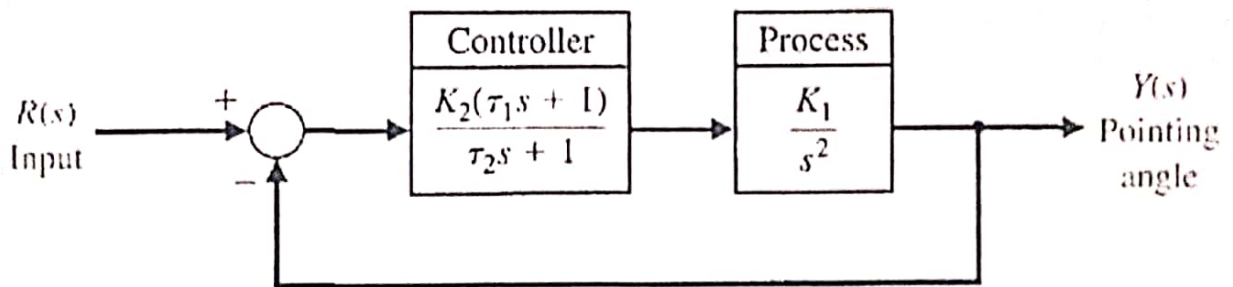 Controller
Process
R(s)
Input
+
−
K₂(τ₁s + 1)
τ₂s + 1
K₁
s²
Y(s)
Pointing
angle